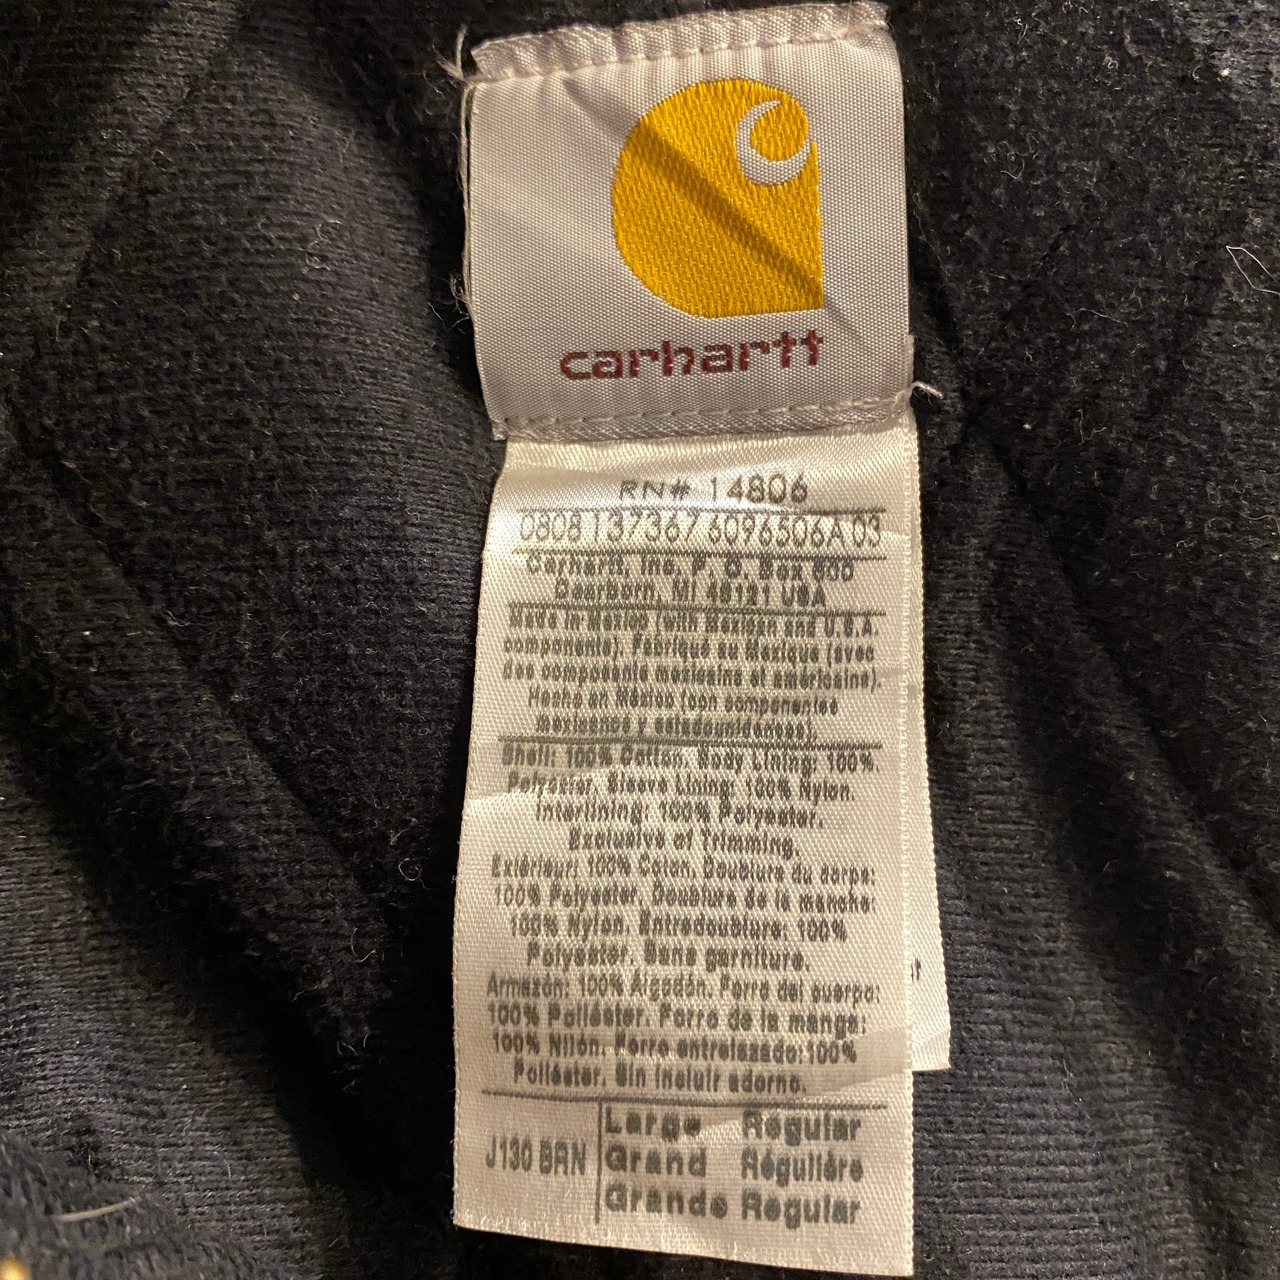 carhartt
RN# 14806
0808137367 6096506A 03
Carhartt, Inc. P. O. Box 600
Dearborn, MI 48121 USA
Made in Mexico (with Mexican and U.S.A.
components). Fabriqué au Mexique (avec
des composants mexicains et américains).
Hecho en México (con componentes
mexicanos y estadounidenses).
Shell: 100% Cotton. Body Lining: 100%
Polyester. Sleeve Lining: 100% Nylon.
Interlining: 100% Polyester.
Exclusive of Trimming.
Extérieur: 100% Coton. Doublure du corps:
100% Polyester. Doublure de la manche:
100% Nylon. Entredoublure: 100%
Polyester. Sans garniture.
Armazón: 100% Algodón. Forro del cuerpo:
100% Poliéster. Forro de la manga:
100% Nilón. Forro entrelazado:100%
Poliéster. Sin incluir adorno.
J130 BRN
Large Regular
Grand Régulière
Grande Regular